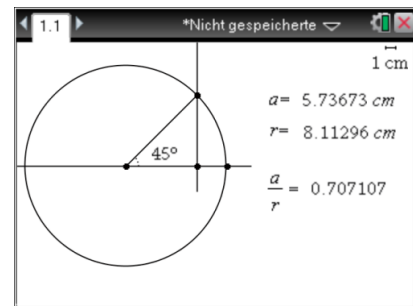 1.1
*Nicht gespeicherte
1 cm
a= 5.73673 cm
r= 8.11296 cm
a/r = 0.707107
45°